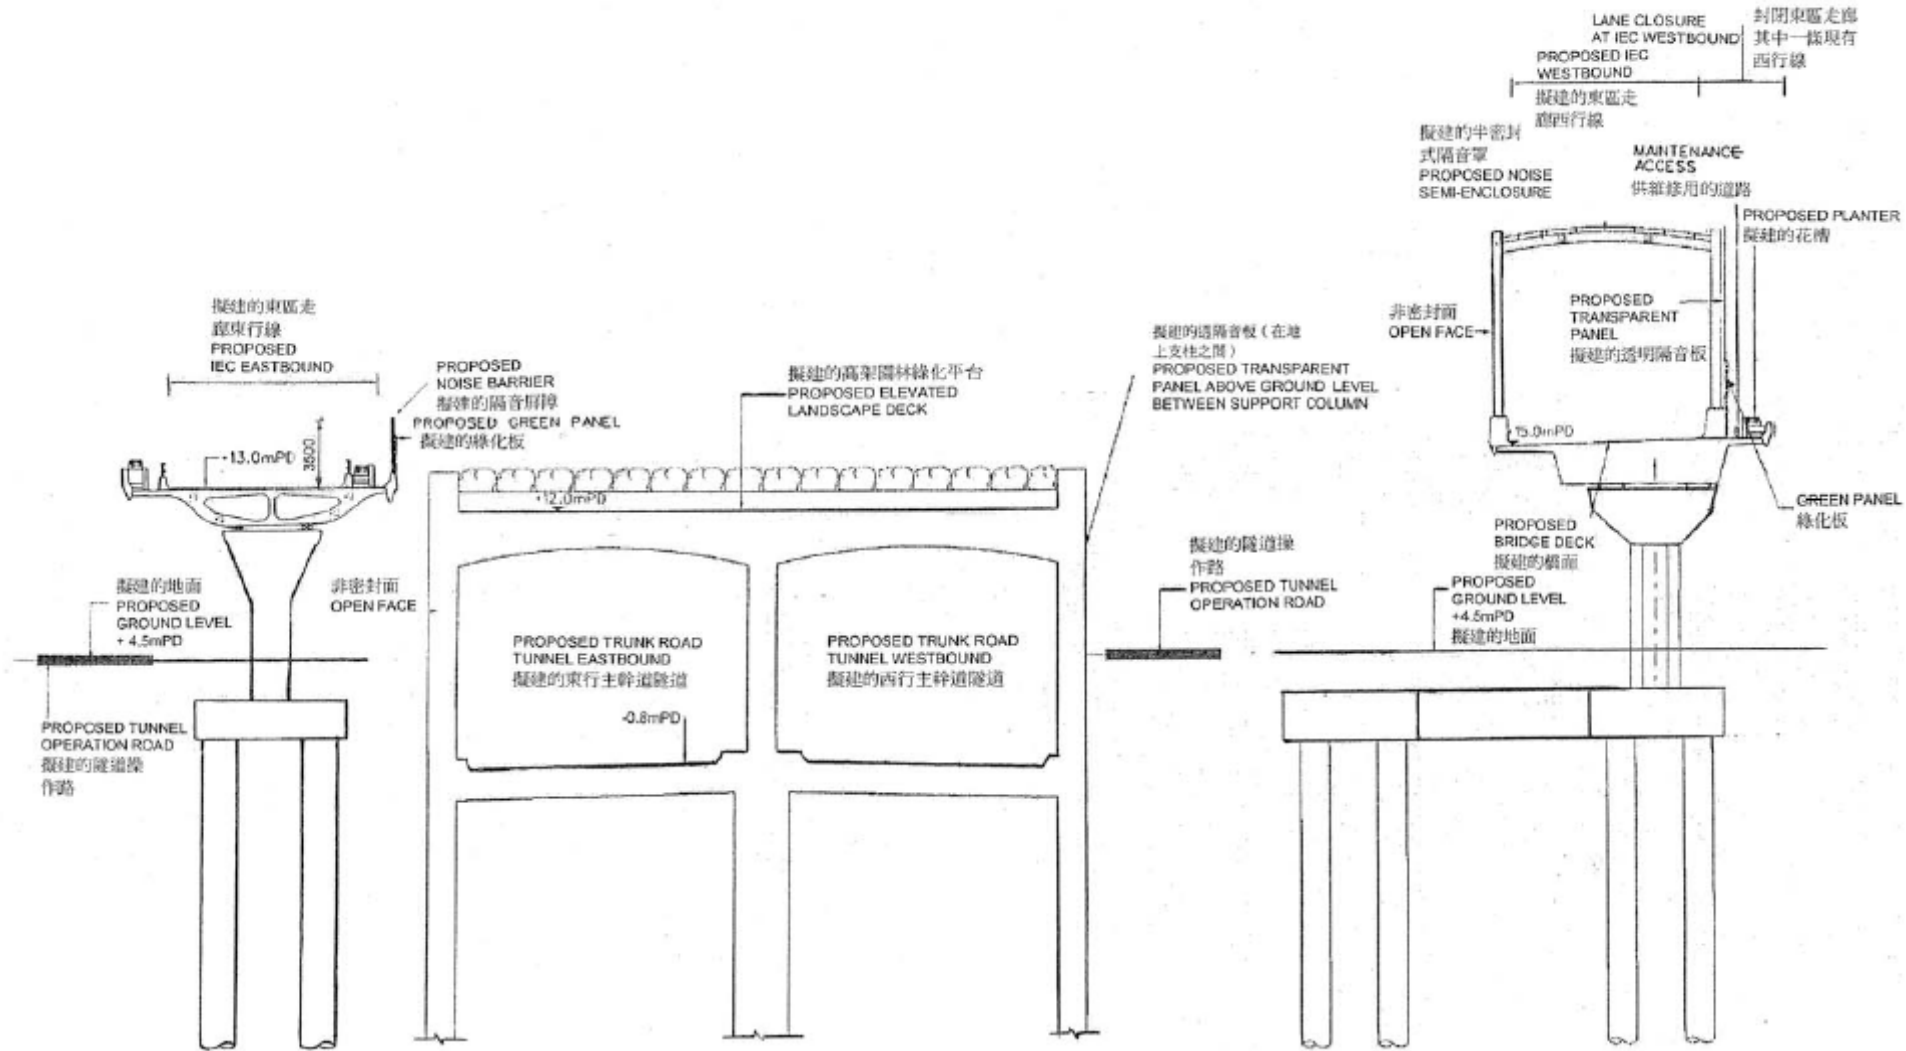 LANE CLOSURE
AT IEC WESTBOUND
封閉東區走廊
其中一條現有
西行線
PROPOSED IEC
WESTBOUND
擬建的東區走
廊西行線
擬建的半密封
式隔音罩
PROPOSED NOISE
SEMI-ENCLOSURE
MAINTENANCE
ACCESS
供維修用的道路
PROPOSED PLANTER
擬建的花槽
非密封面
OPEN FACE
PROPOSED
TRANSPARENT
PANEL
擬建的透明隔音板
15.0mPD
GREEN PANEL
綠化板
PROPOSED
BRIDGE DECK
擬建的橋面
PROPOSED
GROUND LEVEL
+4.5mPD
擬建的地面
擬建的東區走
廊東行線
PROPOSED
IEC EASTBOUND
PROPOSED
NOISE BARRIER
擬建的隔音屏障
PROPOSED GREEN PANEL
擬建的綠化板
3500
+13.0mPD
擬建的地面
PROPOSED
GROUND LEVEL
+ 4.5mPD
非密封面
OPEN FACE
PROPOSED TUNNEL
OPERATION ROAD
擬建的隧道操
作路
擬建的高架園林綠化平台
PROPOSED ELEVATED
LANDSCAPE DECK
+12.0mPD
擬建的透隔音板（在地
上支柱之間）
PROPOSED TRANSPARENT
PANEL ABOVE GROUND LEVEL
BETWEEN SUPPORT COLUMN
PROPOSED TRUNK ROAD
TUNNEL EASTBOUND
擬建的東行主幹道隧道
-0.8mPD
PROPOSED TRUNK ROAD
TUNNEL WESTBOUND
擬建的西行主幹道隧道
擬建的隧道操
作路
PROPOSED TUNNEL
OPERATION ROAD